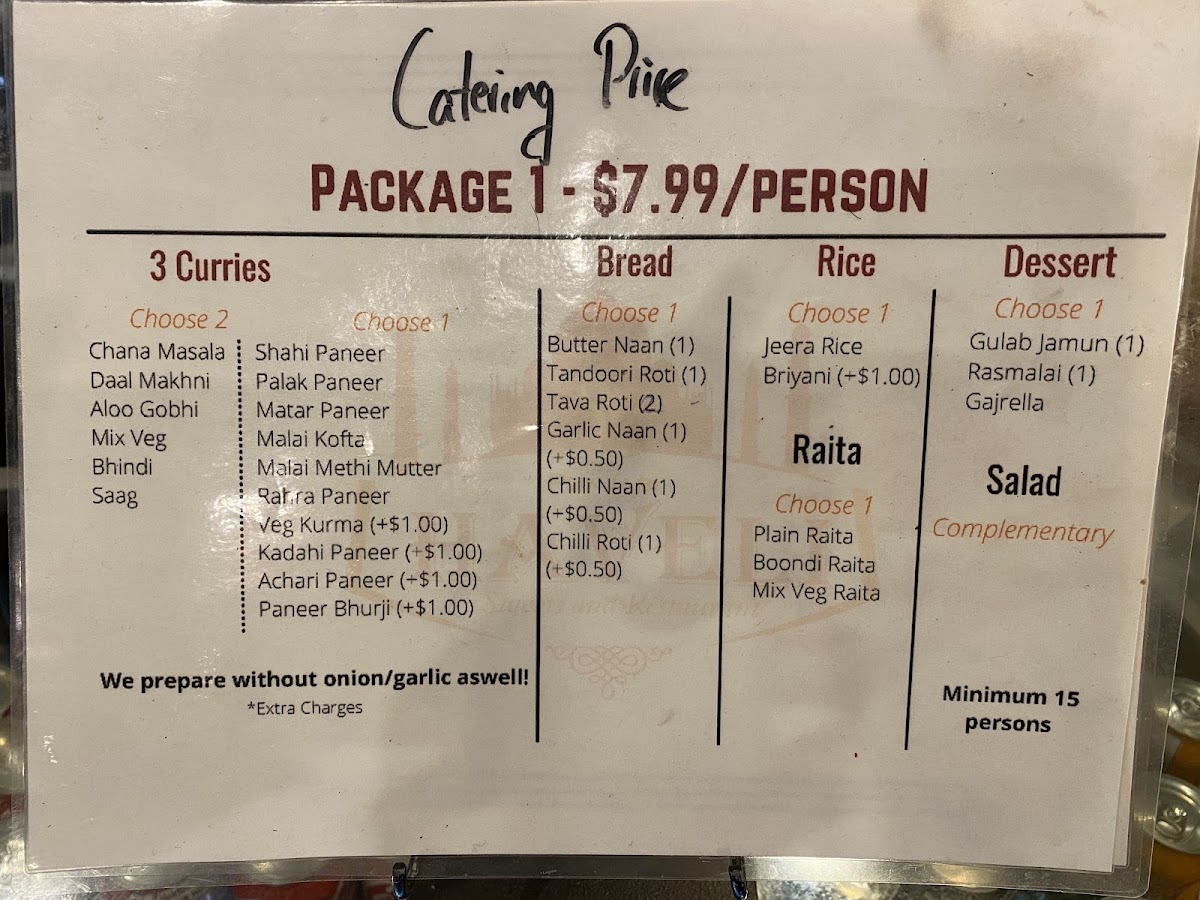 Catering Price
PACKAGE 1 - $7.99/PERSON
3 Curries
Choose 2
Chana Masala
Daal Makhni
Aloo Gobhi
Mix Veg
Bhindi
Saag
Choose 1
Shahi Paneer
Palak Paneer
Matar Paneer
Malai Kofta
Malai Methi Mutter
Rahra Paneer
Veg Kurma (+$1.00)
Kadahi Paneer (+$1.00)
Achari Paneer (+$1.00)
Paneer Bhurji (+$1.00)
We prepare without onion/garlic aswell!
*Extra Charges
Bread
Choose 1
Butter Naan (1)
Tandoori Roti (1)
Tava Roti (2)
Garlic Naan (1)
(+$0.50)
Chilli Naan (1)
(+$0.50)
Chilli Roti (1)
(+$0.50)
Rice
Choose 1
Jeera Rice
Briyani (+$1.00)
Raita
Choose 1
Plain Raita
Boondi Raita
Mix Veg Raita
Dessert
Choose 1
Gulab Jamun (1)
Rasmalai (1)
Gajrella
Salad
Complementary
Minimum 15
persons